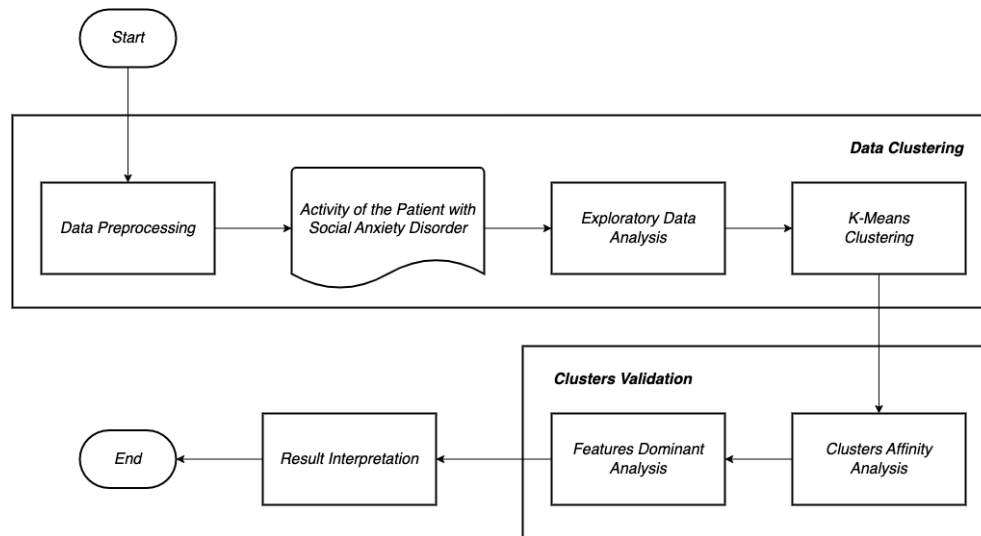 Start
Data Clustering
Data Preprocessing
Activity of the Patient with
Social Anxiety Disorder
Exploratory Data
Analysis
K-Means
Clustering
Clusters Validation
End
Result Interpretation
Features Dominant
Analysis
Clusters Affinity
Analysis